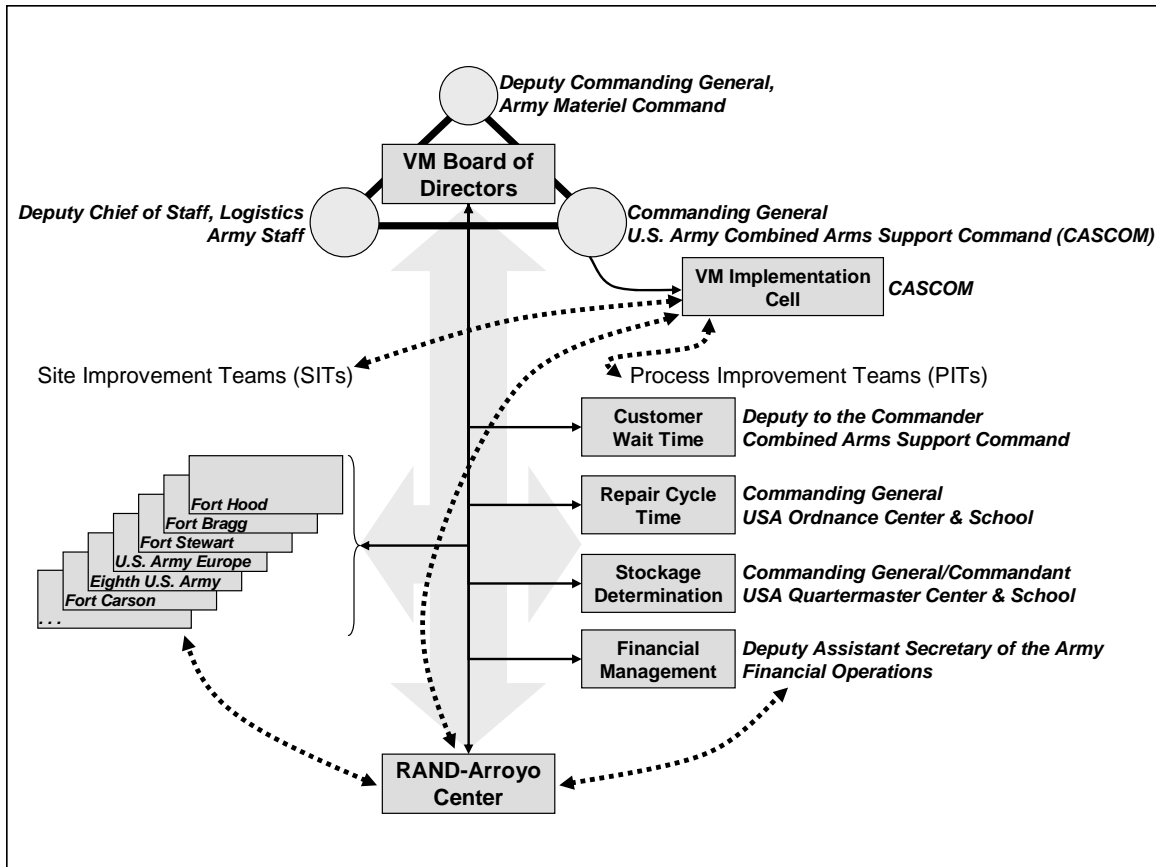 Deputy Commanding General,
Army Materiel Command
VM Board of
Directors
Deputy Chief of Staff, Logistics
Army Staff
Commanding General
U.S. Army Combined Arms Support Command (CASCOM)
VM Implementation
Cell
CASCOM
Site Improvement Teams (SITs)
Process Improvement Teams (PITs)
Customer
Wait Time
Deputy to the Commander
Combined Arms Support Command
Repair Cycle
Time
Commanding General
USA Ordnance Center & School
Stockage
Determination
Commanding General/Commandant
USA Quartermaster Center & School
Financial
Management
Deputy Assistant Secretary of the Army
Financial Operations
Fort Hood
Fort Bragg
Fort Stewart
U.S. Army Europe
Eighth U.S. Army
Fort Carson
. . .
RAND-Arroyo
Center